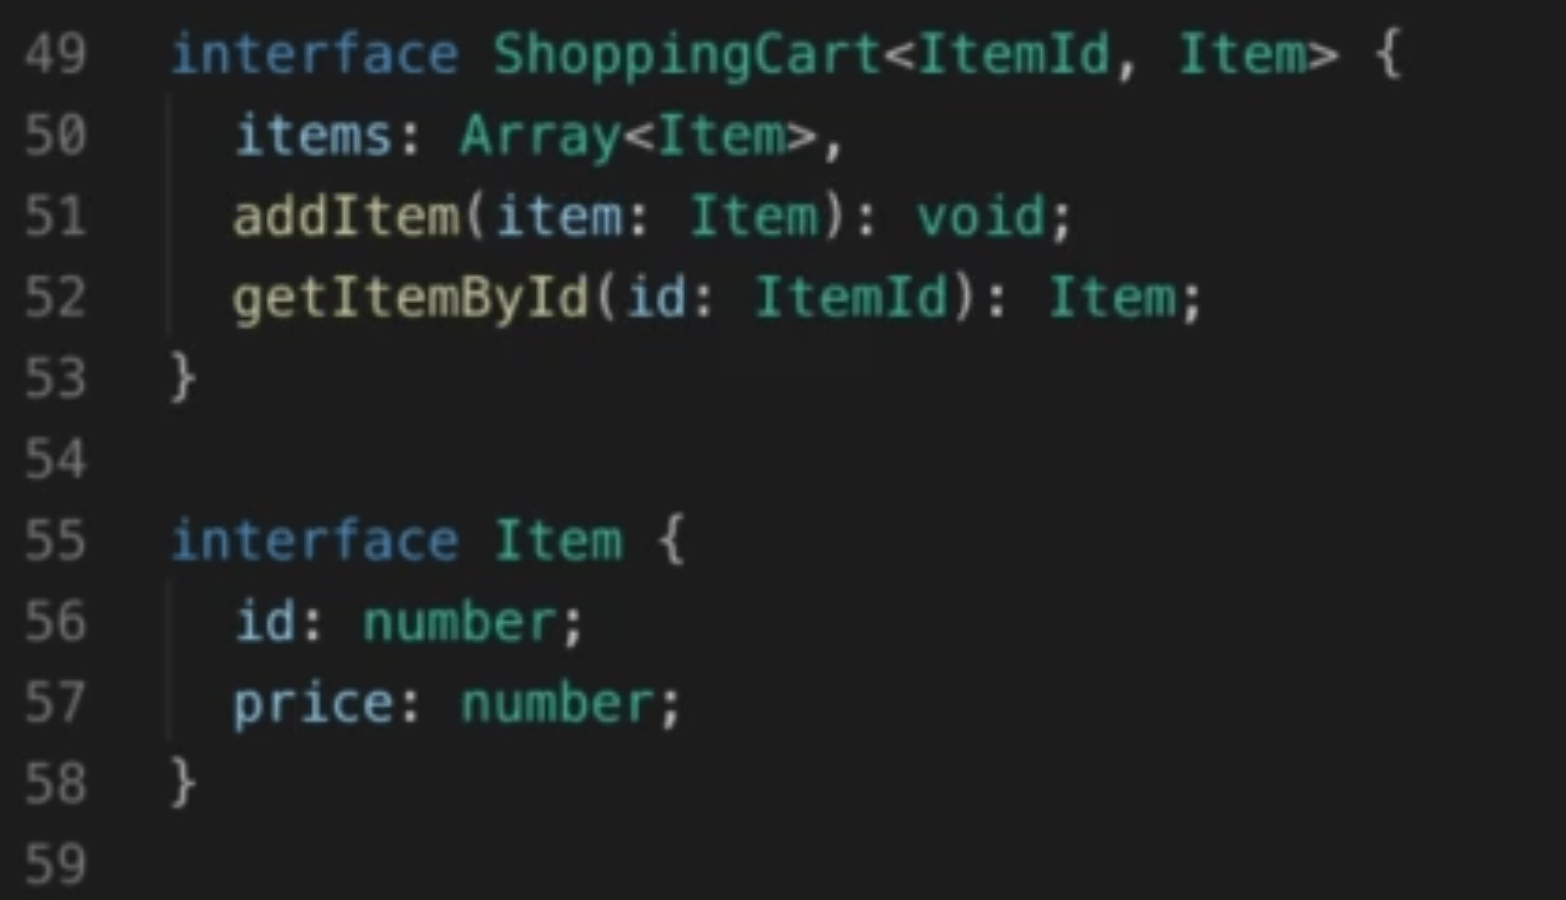 49 interface ShoppingCart<ItemId, Item> {
50 items: Array<Item>,
51 addItem(item: Item): void;
52 getItemById(id: ItemId): Item;
53 }
54
55 interface Item {
56 id: number;
57 price: number;
58 }
59